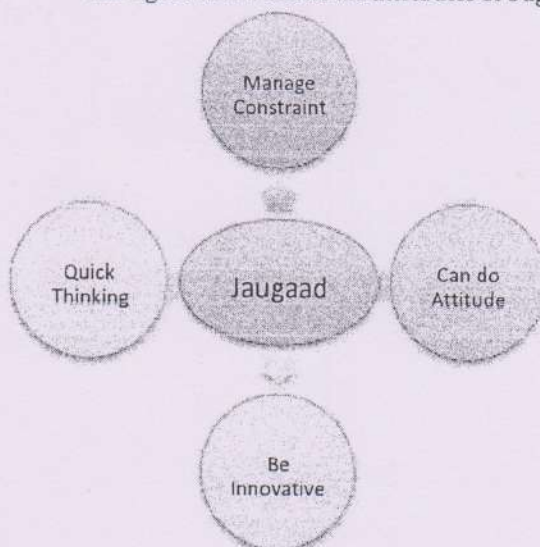 Manage
Constraint
Quick
Thinking
Jaugaad
Can do
Attitude
Be
Innovative